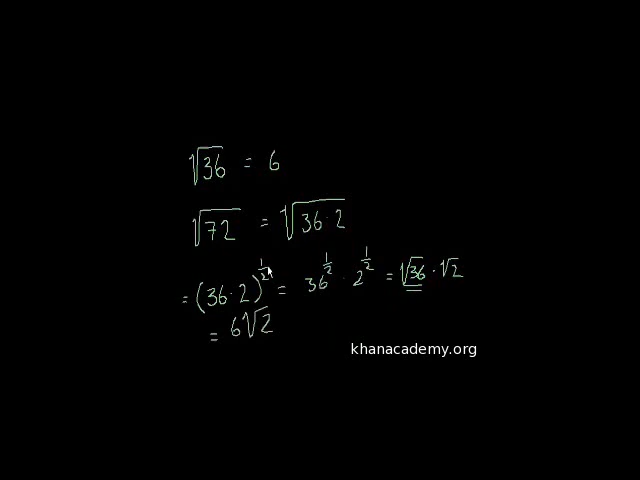 √36 = 6
√72 = √36·2
= (36·2)^½ = 36^½ · 2^½ = √36 · √2
= 6√2
khanacademy.org